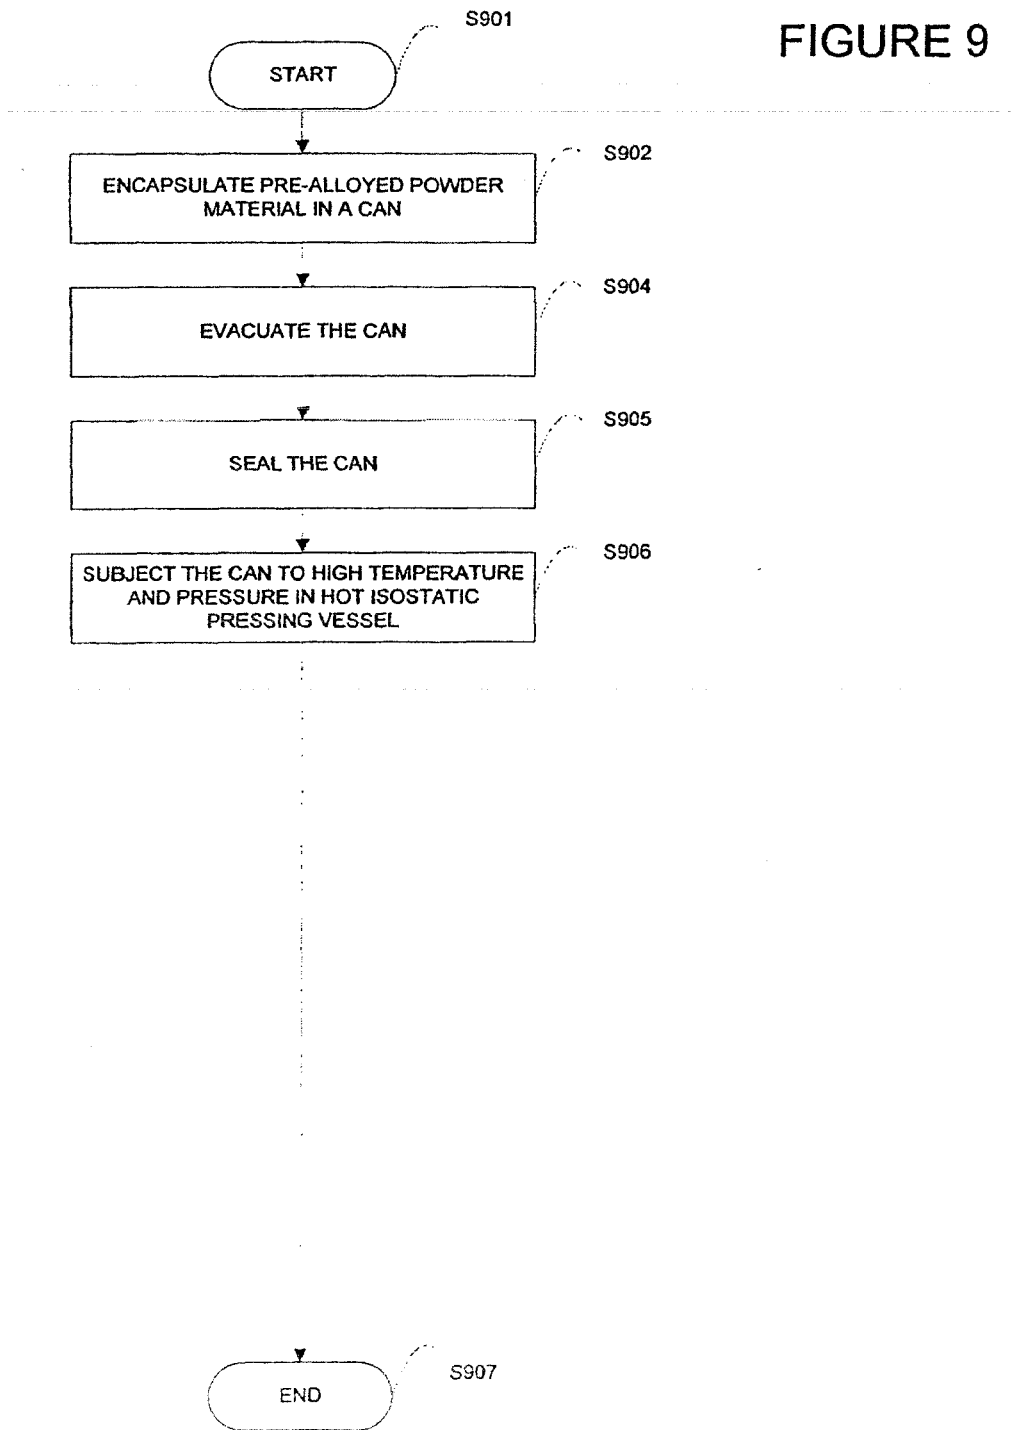 FIGURE 9
S901
START
S902
ENCAPSULATE PRE-ALLOYED POWDER
MATERIAL IN A CAN
S904
EVACUATE THE CAN
S905
SEAL THE CAN
S906
SUBJECT THE CAN TO HIGH TEMPERATURE
AND PRESSURE IN HOT ISOSTATIC
PRESSING VESSEL
S907
END